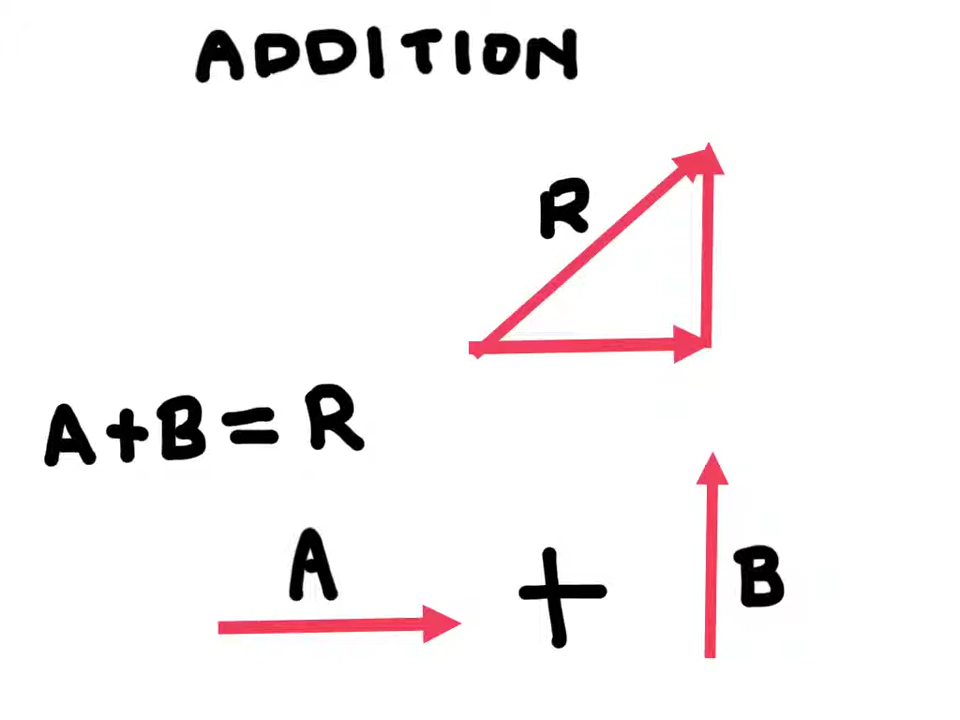 ADDITION
R
A+B=R
A + B